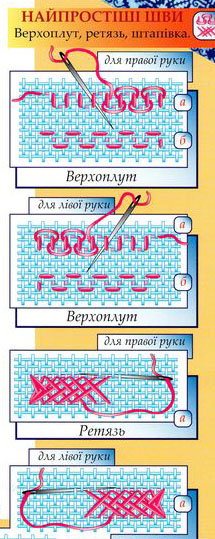 НАЙПРОСТІШІ ШВИ
Верхоплут, ретязь, штапівка.
для правої руки
а
б
Верхоплут
для лівої руки
а
б
Верхоплут
для правої руки
а
Ретязь
для лівої руки
а